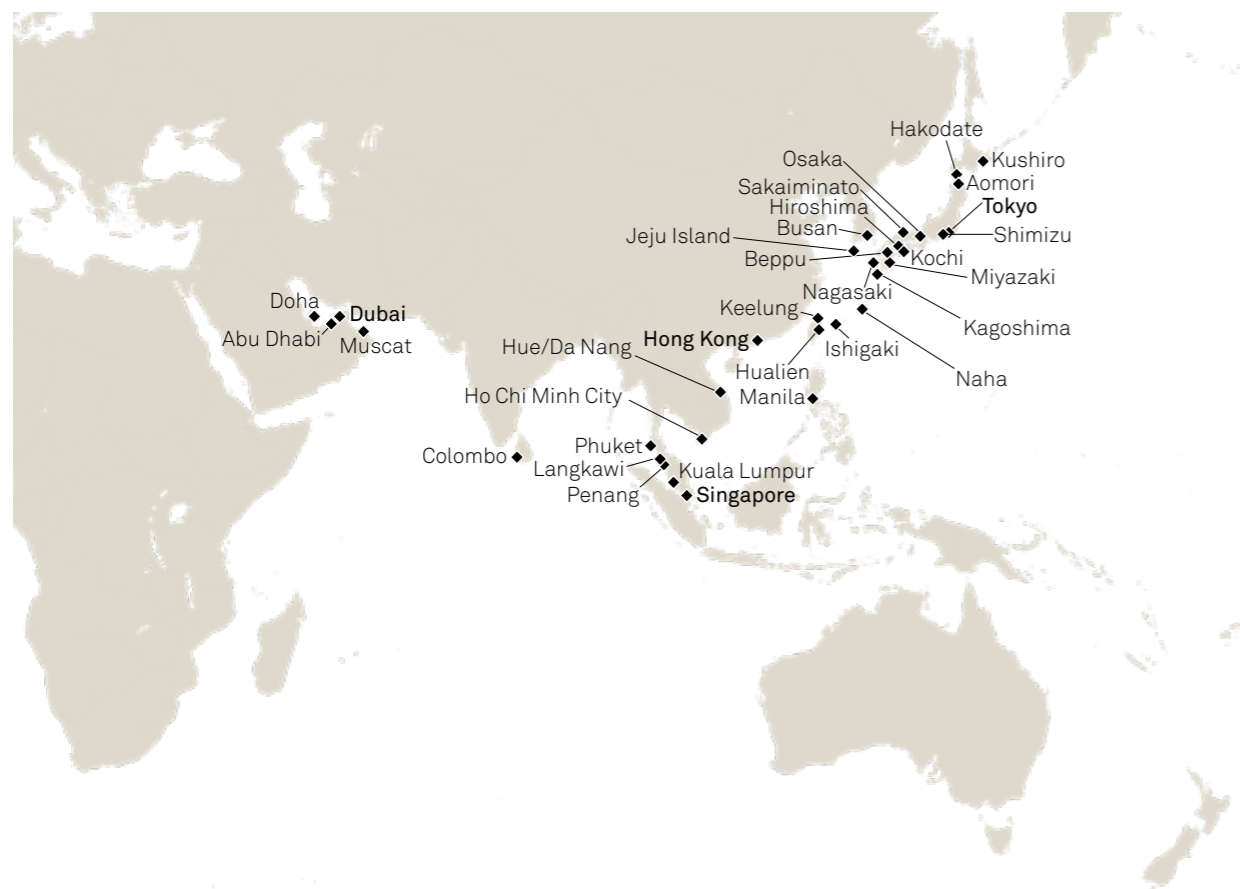 Hakodate
Osaka
Kushiro
Sakaiminato
Aomori
Hiroshima
Tokyo
Busan
Jeju Island
Shimizu
Beppu
Kochi
Miyazaki
Nagasaki
Doha
Keelung
Dubai
Kagoshima
Abu Dhabi
Hong Kong
Muscat
Hue/Da Nang
Ishigaki
Hualien
Naha
Ho Chi Minh City
Manila
Phuket
Colombo
Langkawi
Kuala Lumpur
Penang
Singapore